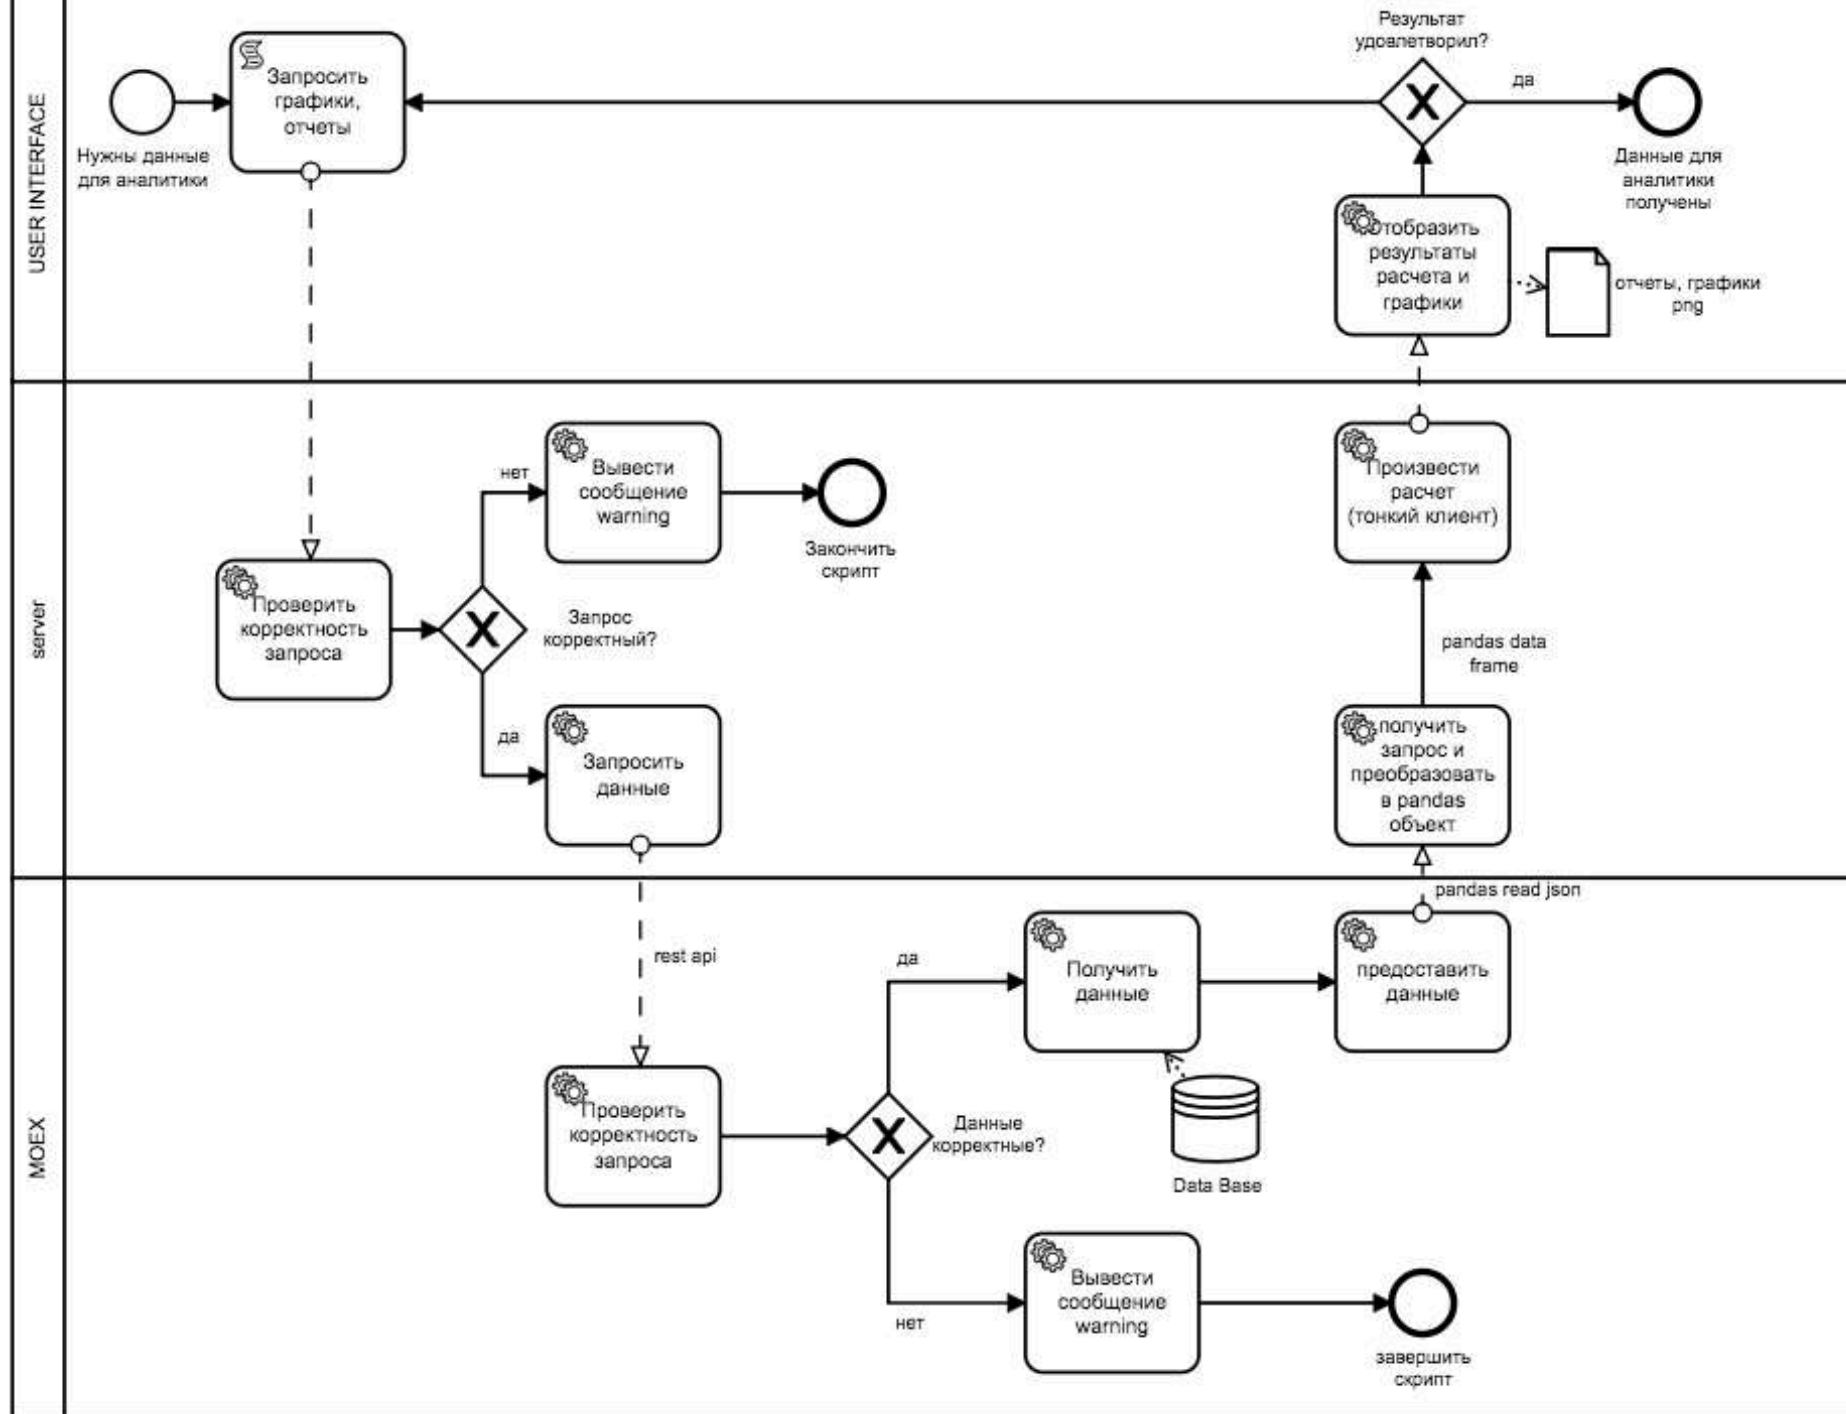 USER INTERFACE
Нужны данные
для аналитики
Запросить
графики,
отчеты
Результат
удовлетворил?
да
Данные для
аналитики
получены
Отобразить
результаты
расчета и
графики
отчеты, графики
png
server
Проверить
корректность
запроса
Запрос
корректный?
нет
Вывести
сообщение
warning
Закончить
скрипт
да
Запросить
данные
Произвести
расчет
(тонкий клиент)
pandas data
frame
получить
запрос и
преобразовать
в pandas
объект
pandas read json
MOEX
rest api
Проверить
корректность
запроса
Данные
корректные?
да
Получить
данные
предоставить
данные
Data Base
нет
Вывести
сообщение
warning
завершить
скрипт